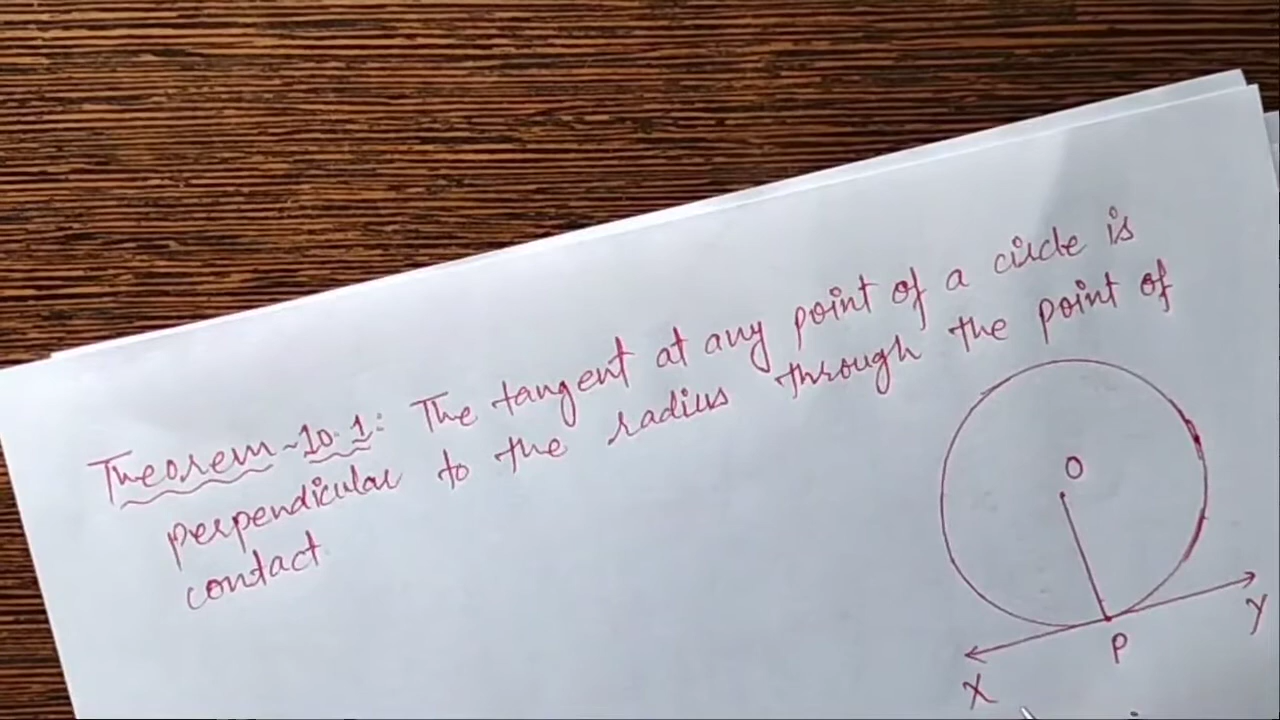 Theorem-10.1: The tangent at any point of a circle is
perpendicular to the radius through the point of
contact
O
P
X
Y